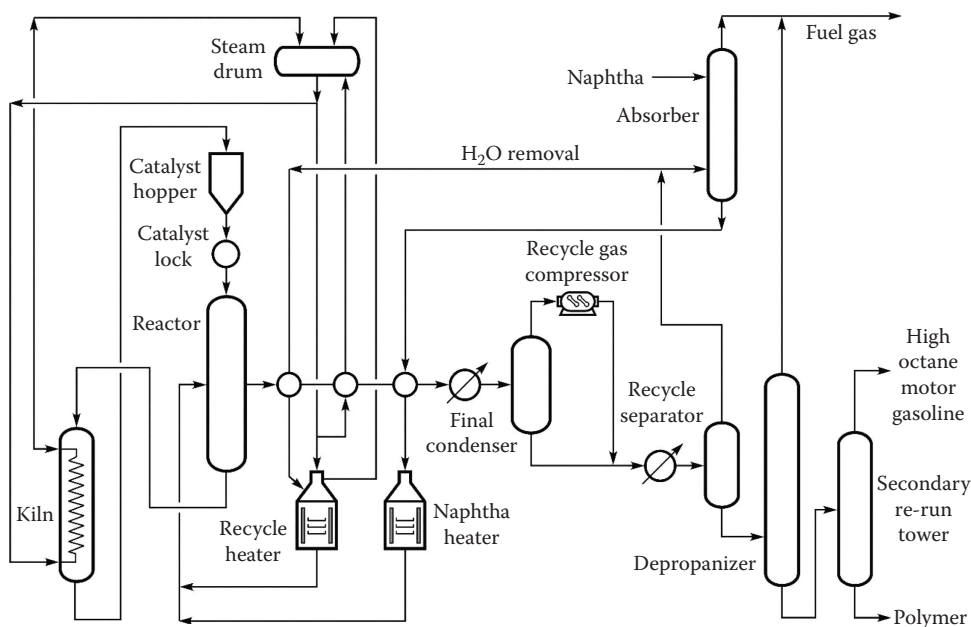 Steam
drum
Fuel gas
Naphtha
Absorber
H₂O removal
Catalyst
hopper
Catalyst
lock
Recycle gas
compressor
Reactor
High
octane
motor
gasoline
Recycle
separator
Final
condenser
Kiln
Recycle
heater
Naphtha
heater
Secondary
re-run
tower
Depropanizer
Polymer